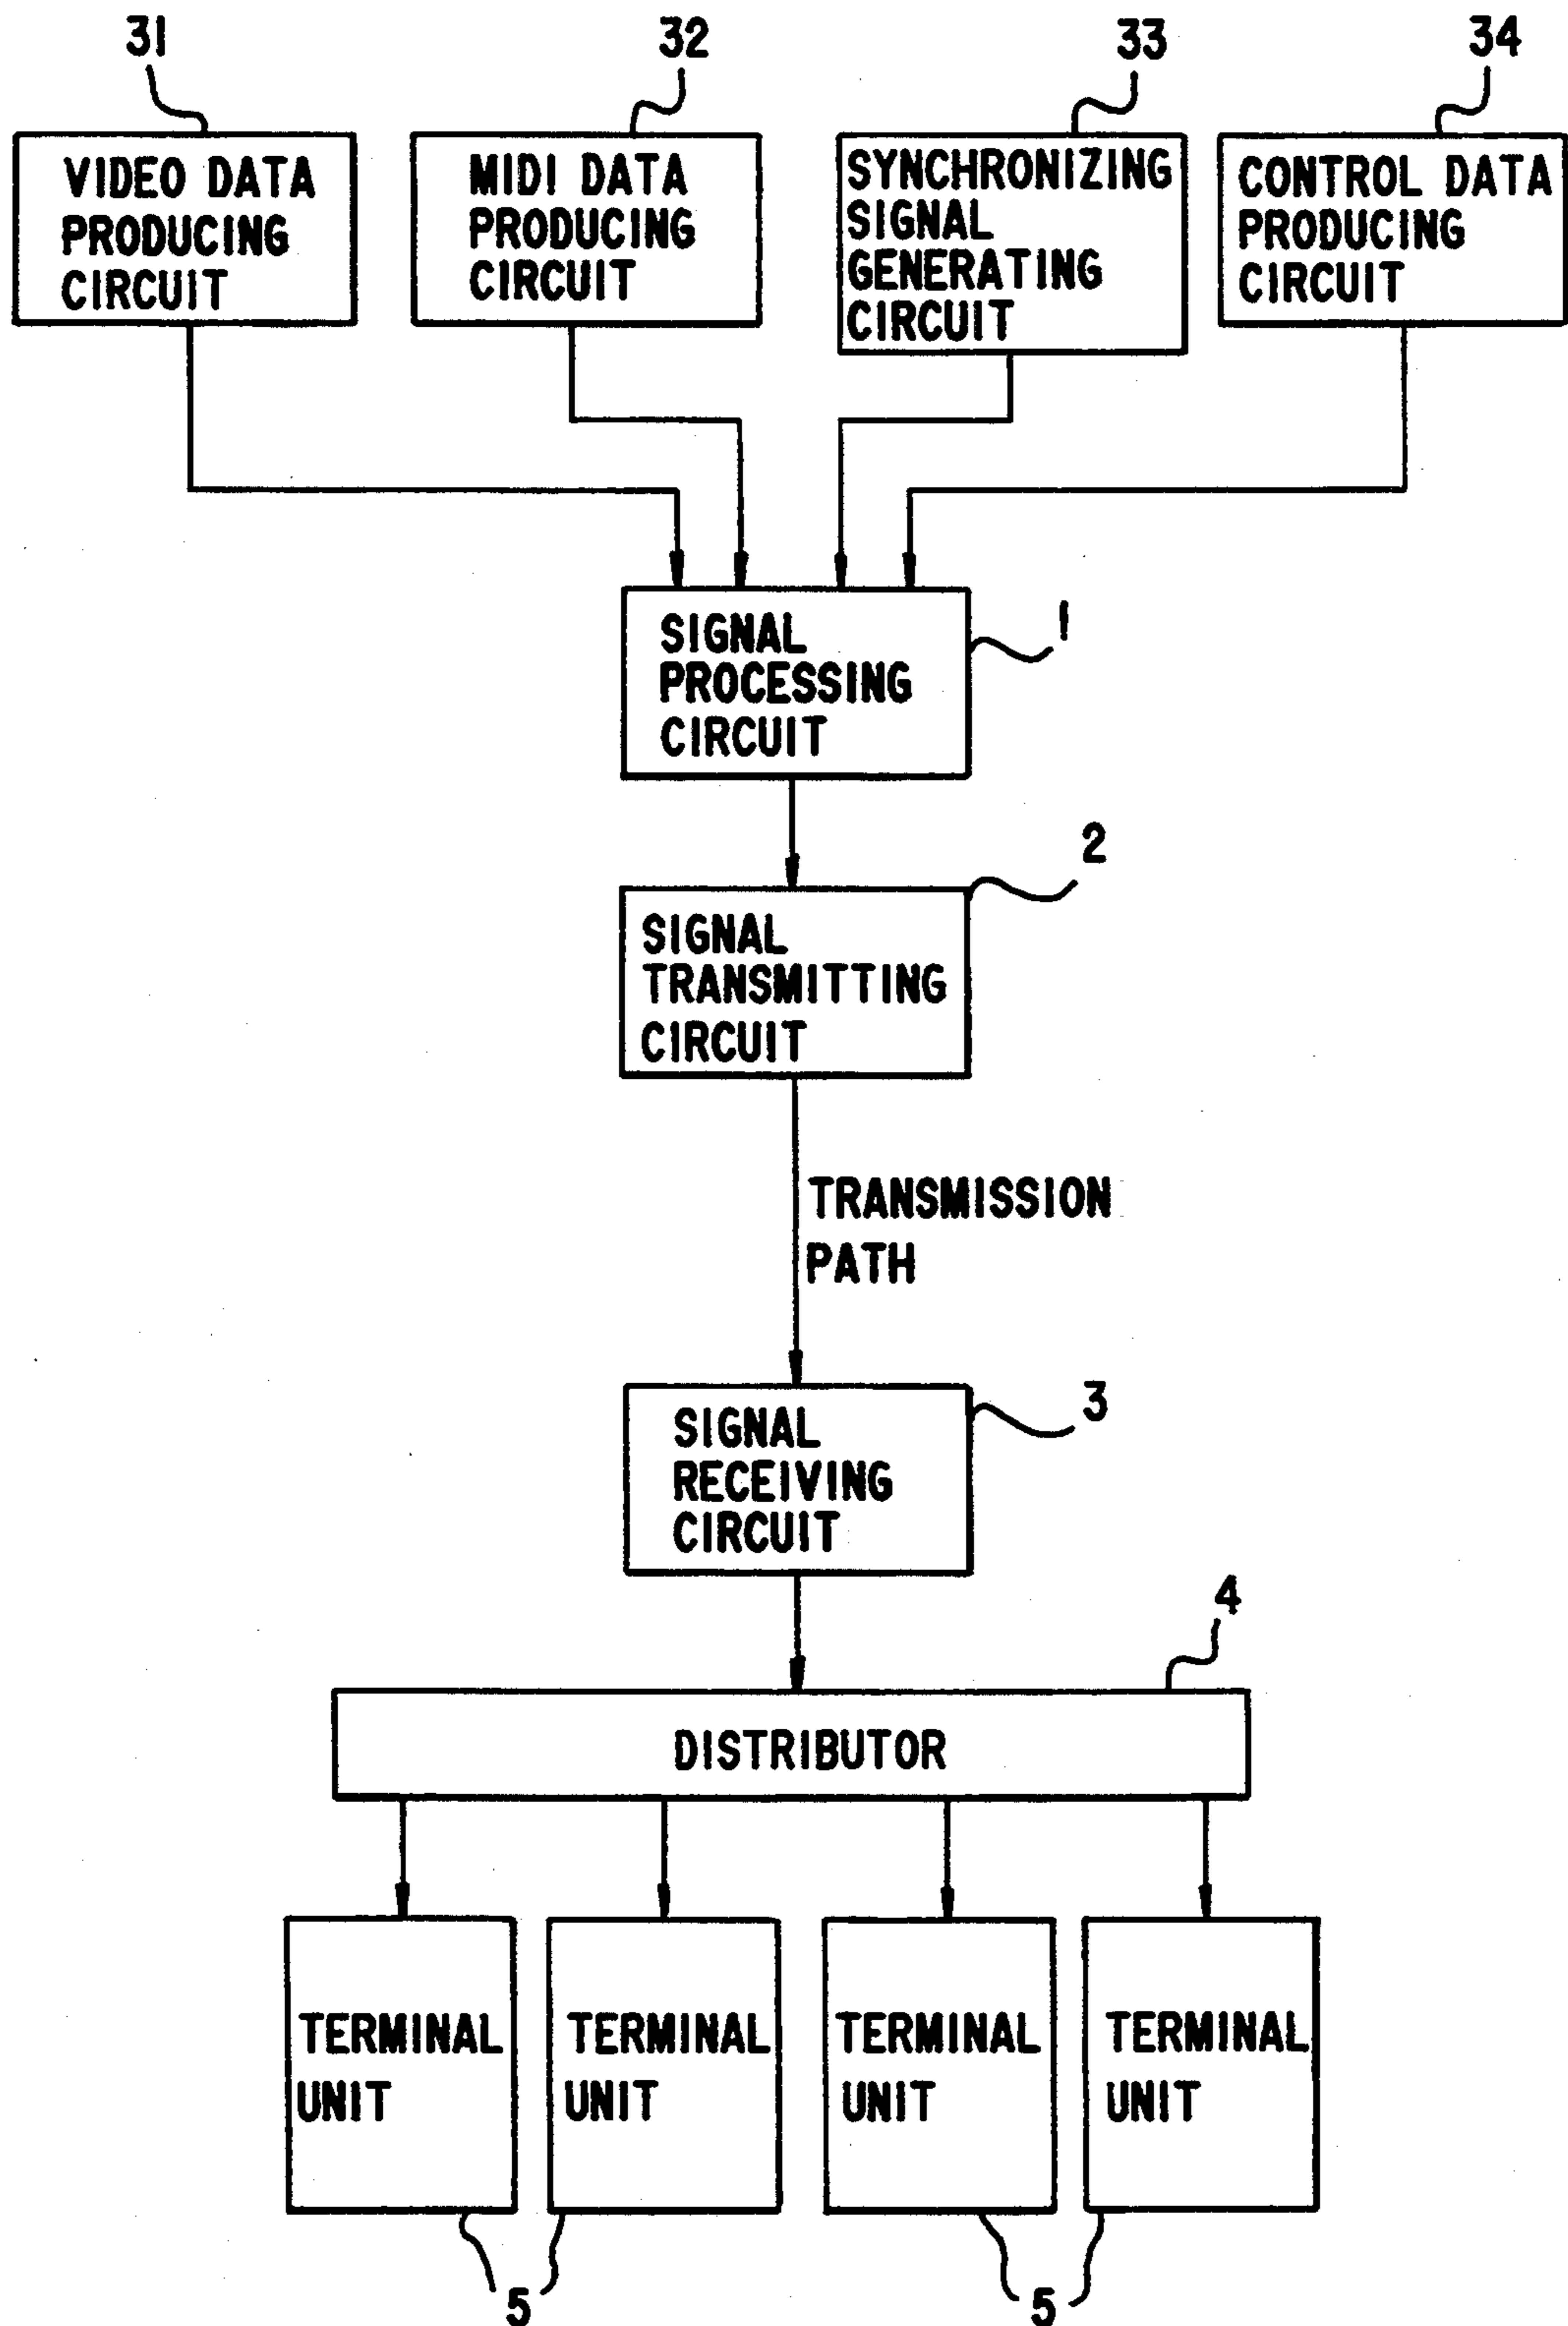 31
32
33
34
VIDEO DATA
PRODUCING
CIRCUIT
MIDI DATA
PRODUCING
CIRCUIT
SYNCHRONIZING
SIGNAL
GENERATING
CIRCUIT
CONTROL DATA
PRODUCING
CIRCUIT
SIGNAL
PROCESSING
CIRCUIT
1
SIGNAL
TRANSMITTING
CIRCUIT
2
TRANSMISSION
PATH
SIGNAL
RECEIVING
CIRCUIT
3
4
DISTRIBUTOR
TERMINAL
UNIT
TERMINAL
UNIT
TERMINAL
UNIT
TERMINAL
UNIT
5
5